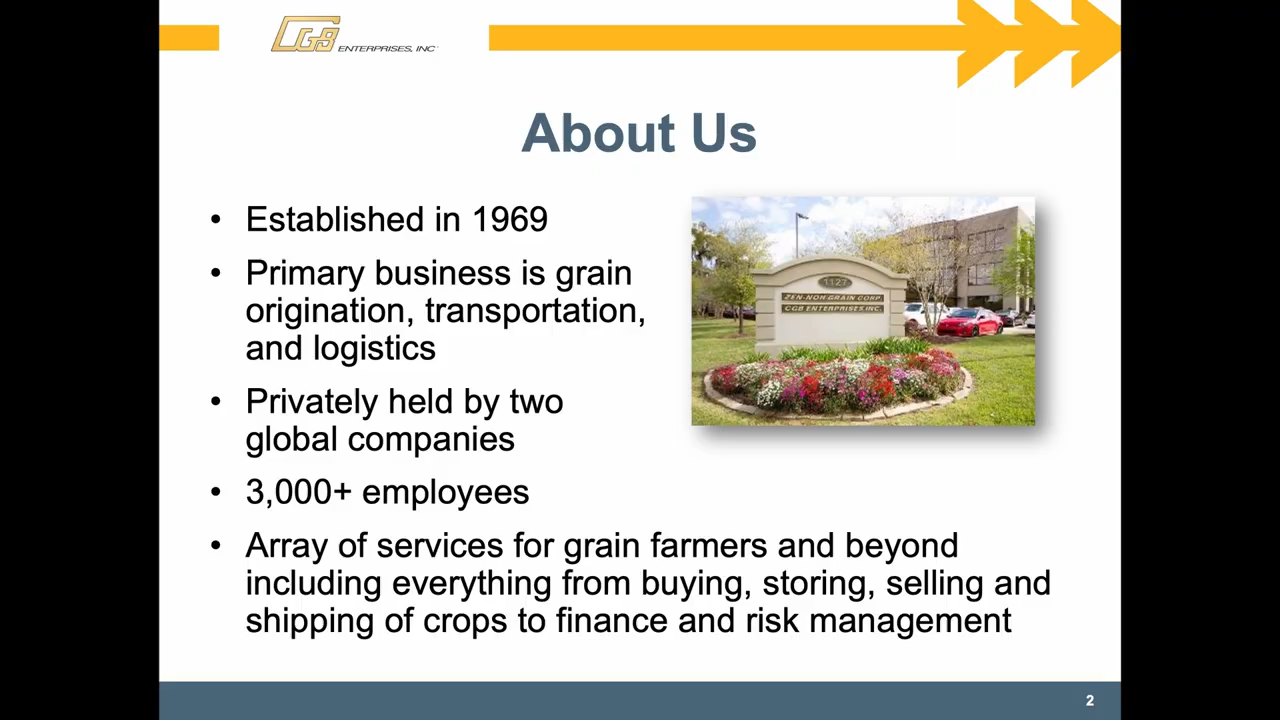 CGB ENTERPRISES, INC
About Us
• Established in 1969
• Primary business is grain
origination, transportation,
and logistics
1127
ZEN-NOH GRAIN CORP.
CGB ENTERPRISES, INC.
• Privately held by two
global companies
• 3,000+ employees
• Array of services for grain farmers and beyond
including everything from buying, storing, selling and
shipping of crops to finance and risk management
2